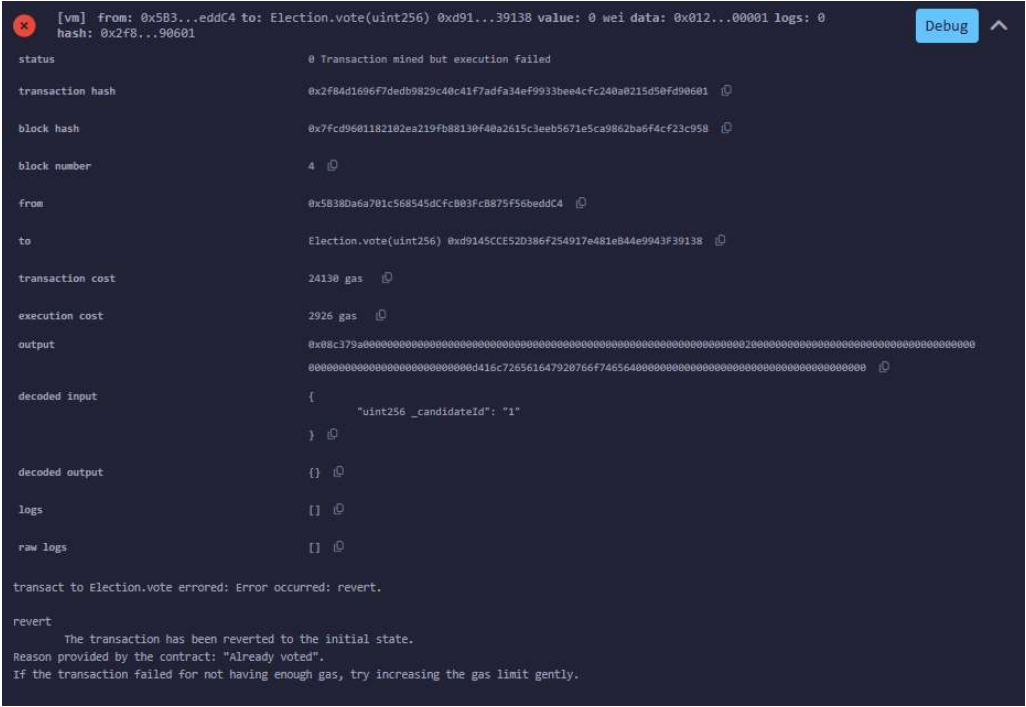 [vm] from: 0x5B3...eddC4 to: Election.vote(uint256) 0xd91...39138 value: 0 wei data: 0x012...00001 logs: 0
hash: 0x2f8...90601
Debug
status 0 Transaction mined but execution failed
transaction hash 0x2f84d1696f7dedb9829c40c41f7adfa34ef9933bee4cfc240a0215d50fd90601
block hash 0x7fcd9601182102ea219fb88130f40a2615c3eeb5671e5ca9862ba6f4cf23c958
block number 4
from 0x5B38Da6a701c568545dCfcB03FcB875f56beddC4
to Election.vote(uint256) 0xd9145CCE52D386f254917e481eB44e9943F39138
transaction cost 24130 gas
execution cost 2926 gas
output
decoded input {
"uint256 _candidateId": "1"
}
decoded output {}
logs []
raw logs []
transact to Election.vote errored: Error occurred: revert.
revert
The transaction has been reverted to the initial state.
Reason provided by the contract: "Already voted".
If the transaction failed for not having enough gas, try increasing the gas limit gently.